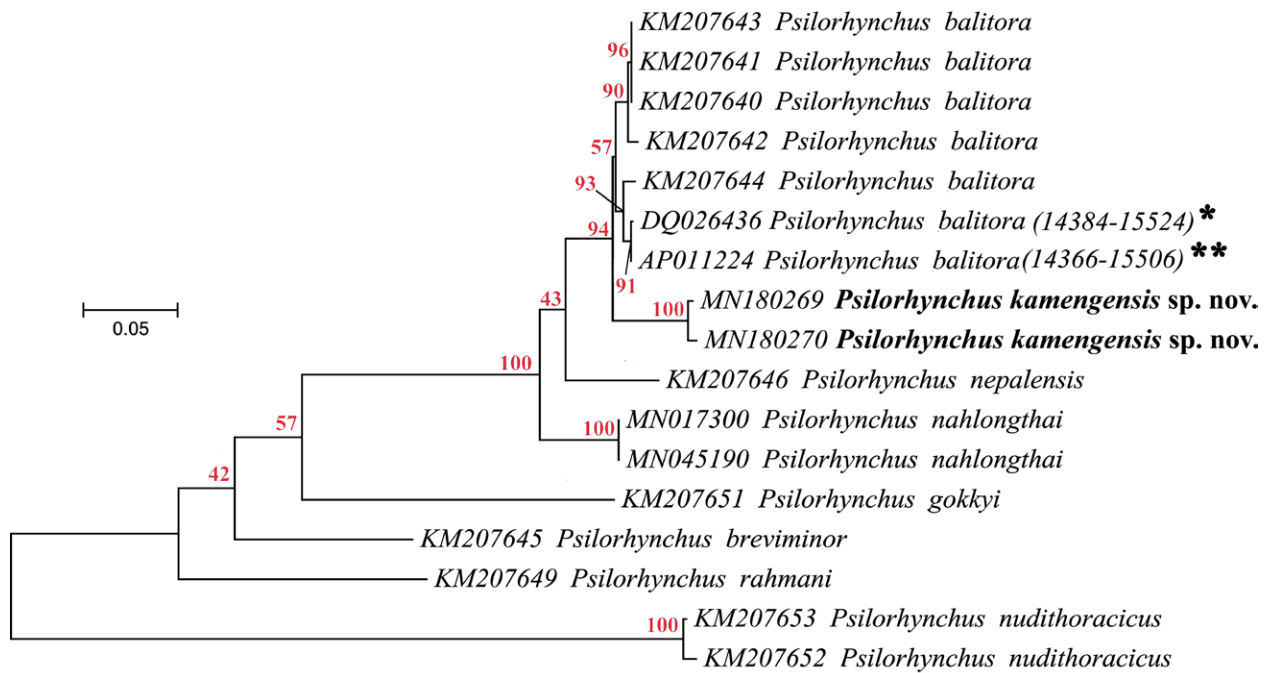 KM207643 Psilorhynchus balitora
96
KM207641 Psilorhynchus balitora
90
KM207640 Psilorhynchus balitora
57
KM207642 Psilorhynchus balitora
93
KM207644 Psilorhynchus balitora
94
DQ026436 Psilorhynchus balitora (14384-15524) *
AP011224 Psilorhynchus balitora (14366-15506) **
91
43
100
MN180269 Psilorhynchus kamengensis sp. nov.
0.05
MN180270 Psilorhynchus kamengensis sp. nov.
100
KM207646 Psilorhynchus nepalensis
57
100
MN017300 Psilorhynchus nahlongthai
MN045190 Psilorhynchus nahlongthai
42
KM207651 Psilorhynchus gokkyi
KM207645 Psilorhynchus breviminor
KM207649 Psilorhynchus rahmani
100
KM207653 Psilorhynchus nudithoracicus
KM207652 Psilorhynchus nudithoracicus